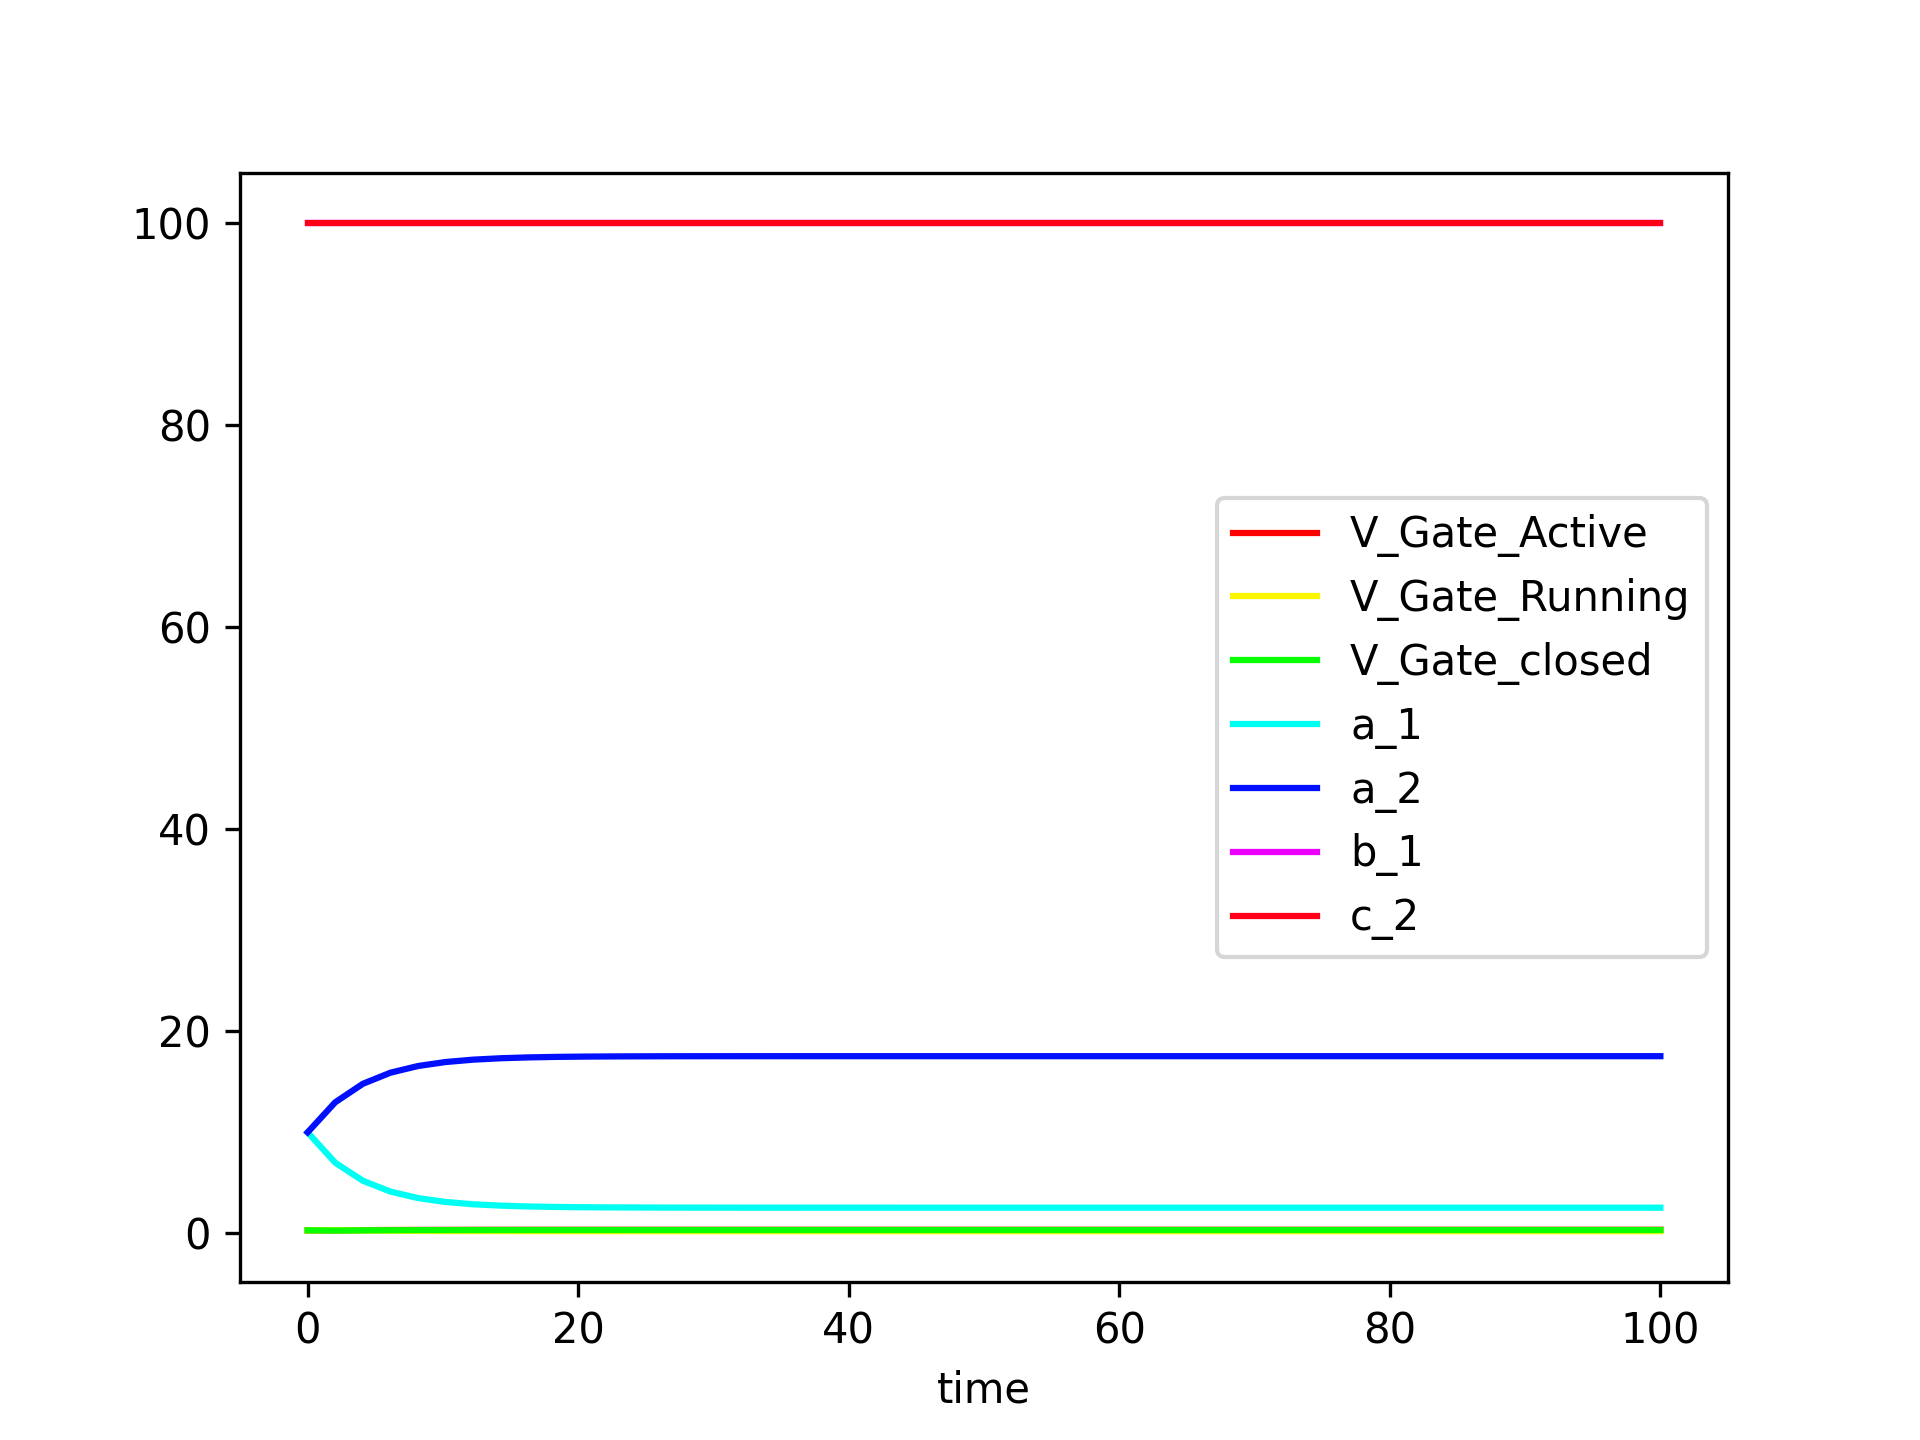 100
80
60
40
20
0
V_Gate_Active
V_Gate_Running
V_Gate_closed
a_1
a_2
b_1
c_2
0 20 40 60 80 100
time